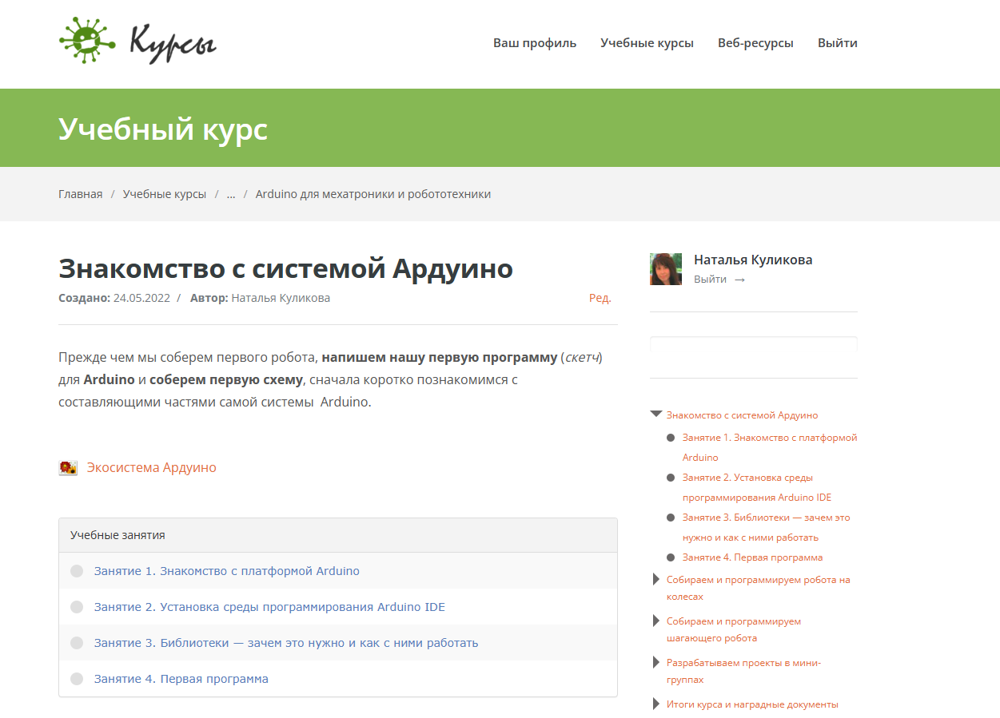 Курсы
Ваш профиль Учебные курсы Веб-ресурсы Выйти
Учебный курс
Главная / Учебные курсы / ... / Arduino для мехатроники и робототехники
Знакомство с системой Ардуино
Создано: 24.05.2022 / Автор: Наталья Куликова Ред.
Прежде чем мы соберем первого робота, напишем нашу первую программу (скетч)
для Arduino и соберем первую схему, сначала коротко познакомимся с
составляющими частями самой системы Arduino.
Экосистема Ардуино
Учебные занятия
Занятие 1. Знакомство с платформой Arduino
Занятие 2. Установка среды программирования Arduino IDE
Занятие 3. Библиотеки — зачем это нужно и как с ними работать
Занятие 4. Первая программа
Наталья Куликова
Выйти →
Знакомство с системой Ардуино
Занятие 1. Знакомство с платформой
Arduino
Занятие 2. Установка среды
программирования Arduino IDE
Занятие 3. Библиотеки — зачем это
нужно и как с ними работать
Занятие 4. Первая программа
Собираем и программируем робота на
колесах
Собираем и программируем
шагающего робота
Разрабатываем проекты в мини-
группах
Итоги курса и наградные документы